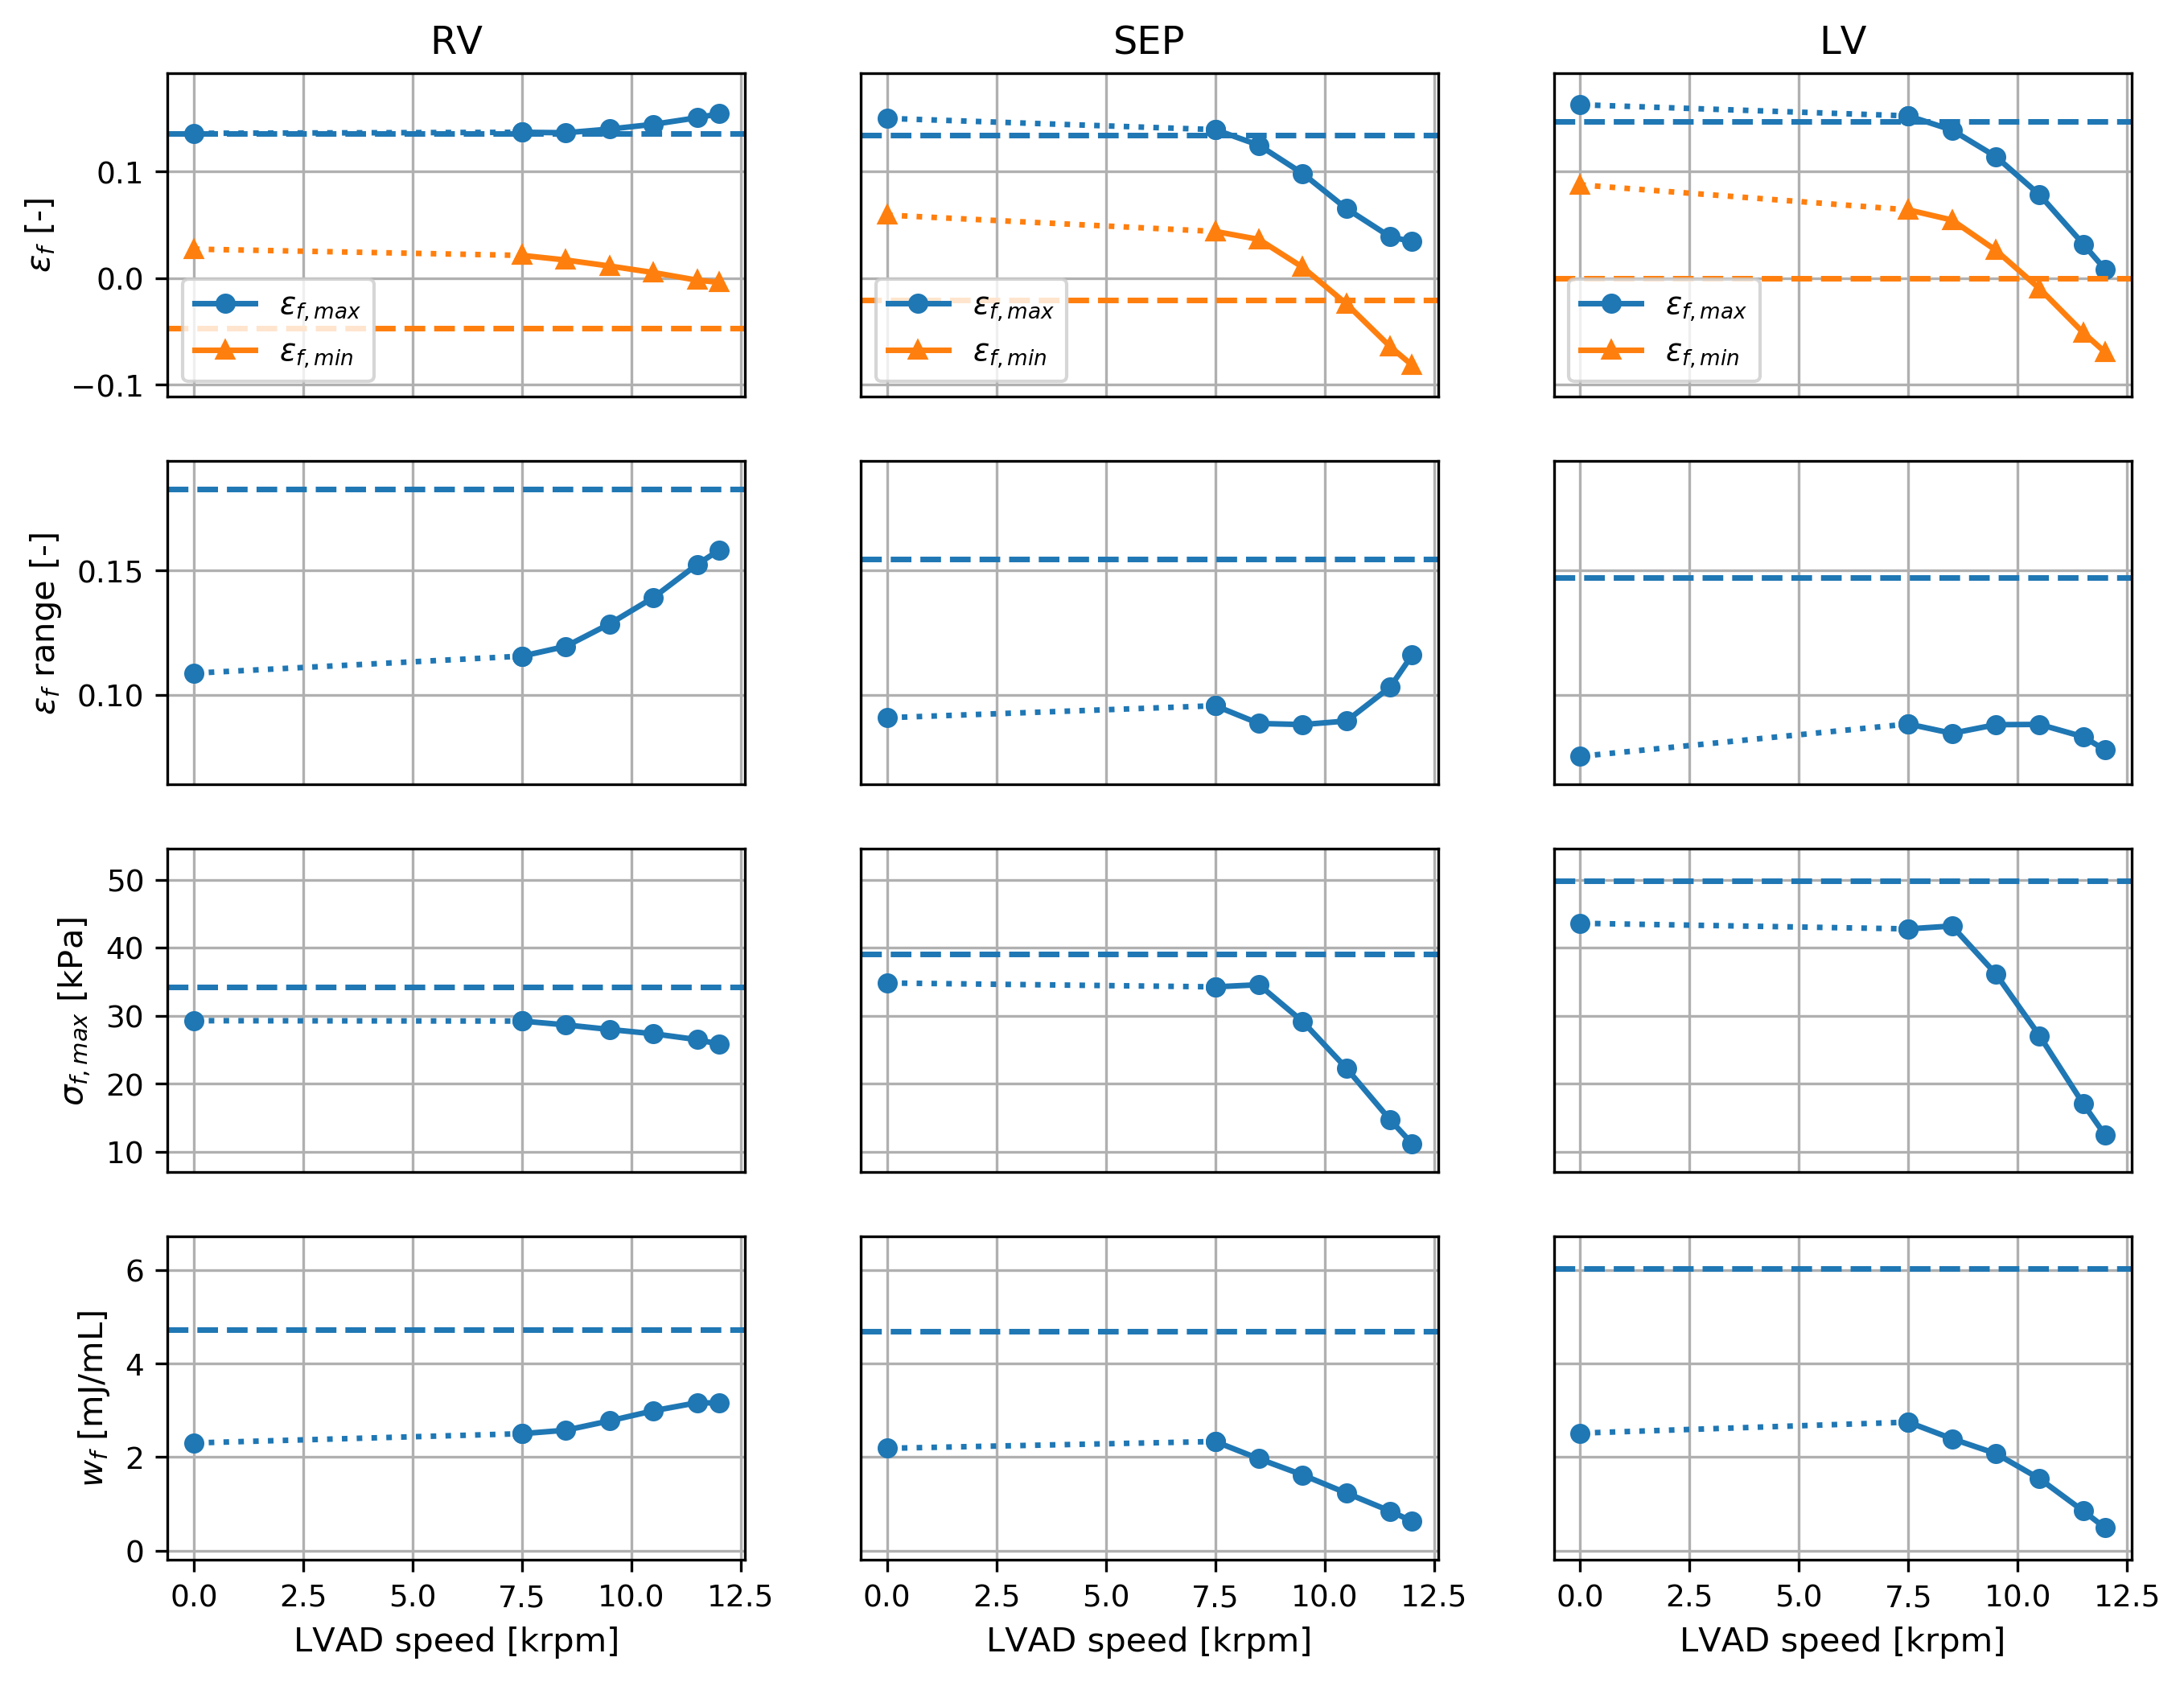 RV SEP LV
εf [-]
0.1
0.0
−0.1
εf,max
εf,min
εf,max
εf,min
εf,max
εf,min
εf range [-]
0.15
0.10
σf,max [kPa]
50
40
30
20
10
wf [mJ/mL]
6
4
2
0
0.0 2.5 5.0 7.5 10.0 12.5
0.0 2.5 5.0 7.5 10.0 12.5
0.0 2.5 5.0 7.5 10.0 12.5
LVAD speed [krpm]
LVAD speed [krpm]
LVAD speed [krpm]